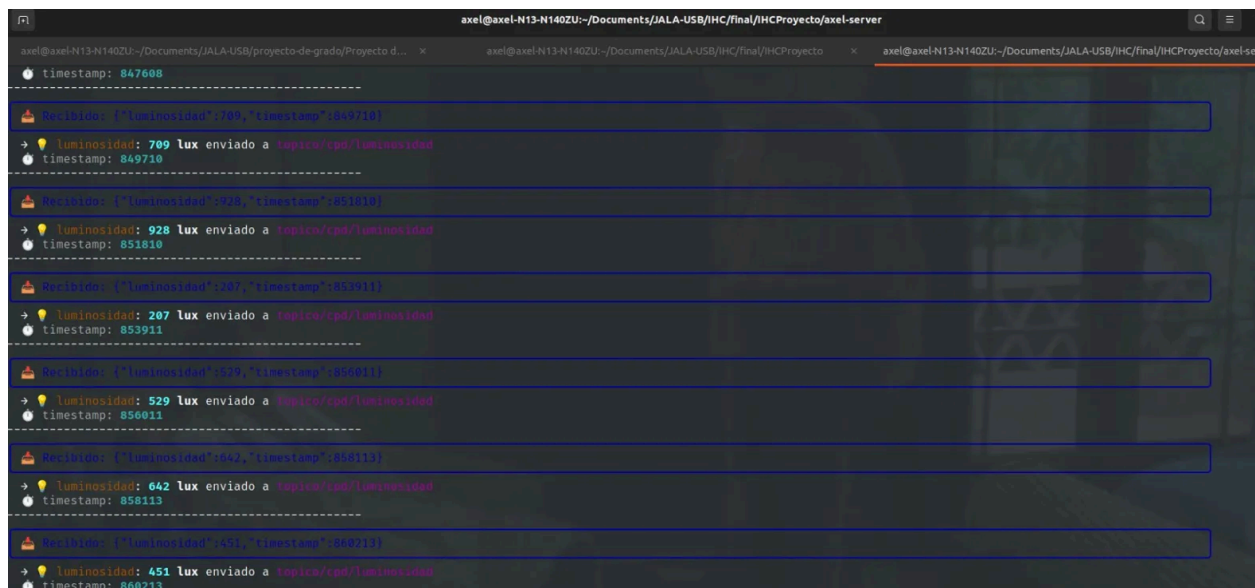 axel@axel-N13-N140ZU:~/Documents/JALA-USB/IHC/final/IHCProyecto/axel-server
axel@axel-N13-N140ZU:~/Documents/JALA-USB/proyecto-de-grado/Proyecto d...
axel@axel-N13-N140ZU:~/Documents/JALA-USB/IHC/final/IHCProyecto
axel@axel-N13-N140ZU:~/Documents/JALA-USB/IHC/final/IHCProyecto/axel-se
timestamp: 847608
--------------------------------------------------
Recibido: {"luminosidad":709,"timestamp":849710}
→ luminosidad: 709 lux enviado a topico/cpd/luminosidad
timestamp: 849710
--------------------------------------------------
Recibido: {"luminosidad":928,"timestamp":851810}
→ luminosidad: 928 lux enviado a topico/cpd/luminosidad
timestamp: 851810
--------------------------------------------------
Recibido: {"luminosidad":207,"timestamp":853911}
→ luminosidad: 207 lux enviado a topico/cpd/luminosidad
timestamp: 853911
--------------------------------------------------
Recibido: {"luminosidad":529,"timestamp":856011}
→ luminosidad: 529 lux enviado a topico/cpd/luminosidad
timestamp: 856011
--------------------------------------------------
Recibido: {"luminosidad":642,"timestamp":858113}
→ luminosidad: 642 lux enviado a topico/cpd/luminosidad
timestamp: 858113
--------------------------------------------------
Recibido: {"luminosidad":451,"timestamp":860213}
→ luminosidad: 451 lux enviado a topico/cpd/luminosidad
timestamp: 860213